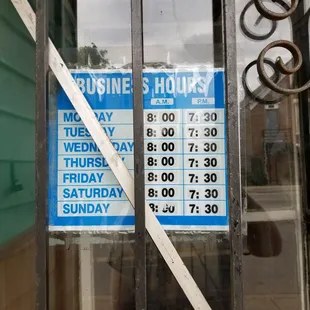 BUSINESS HOURS
A.M. P.M.
MONDAY 8:00 7:30
TUESDAY 8:00 7:30
WEDNESDAY 8:00 7:30
THURSDAY 8:00 7:30
FRIDAY 8:00 7:30
SATURDAY 8:00 7:30
SUNDAY 8:00 7:30